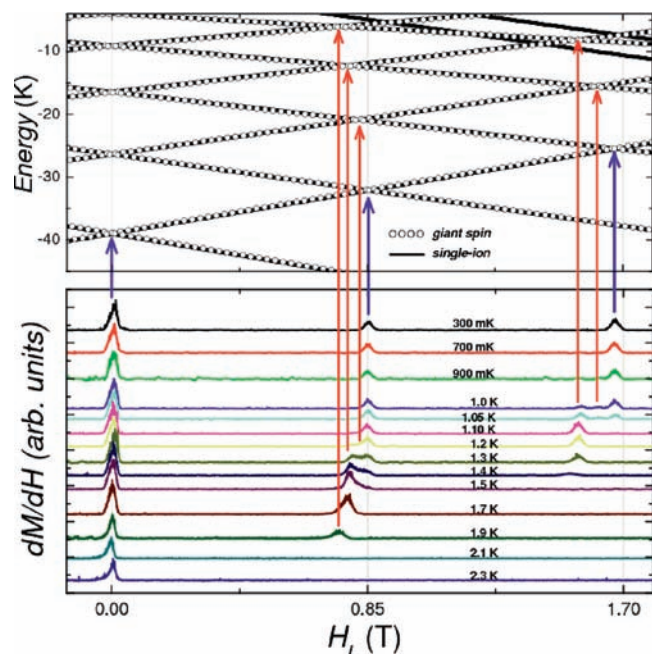 Energy (K)
-10
-20
-30
-40
giant spin
single-ion
dM/dH (arb. units)
300 mK
700 mK
900 mK
1.0 K
1.05 K
1.10 K
1.2 K
1.3 K
1.4 K
1.5 K
1.7 K
1.9 K
2.1 K
2.3 K
0.00
0.85
1.70
H_L (T)